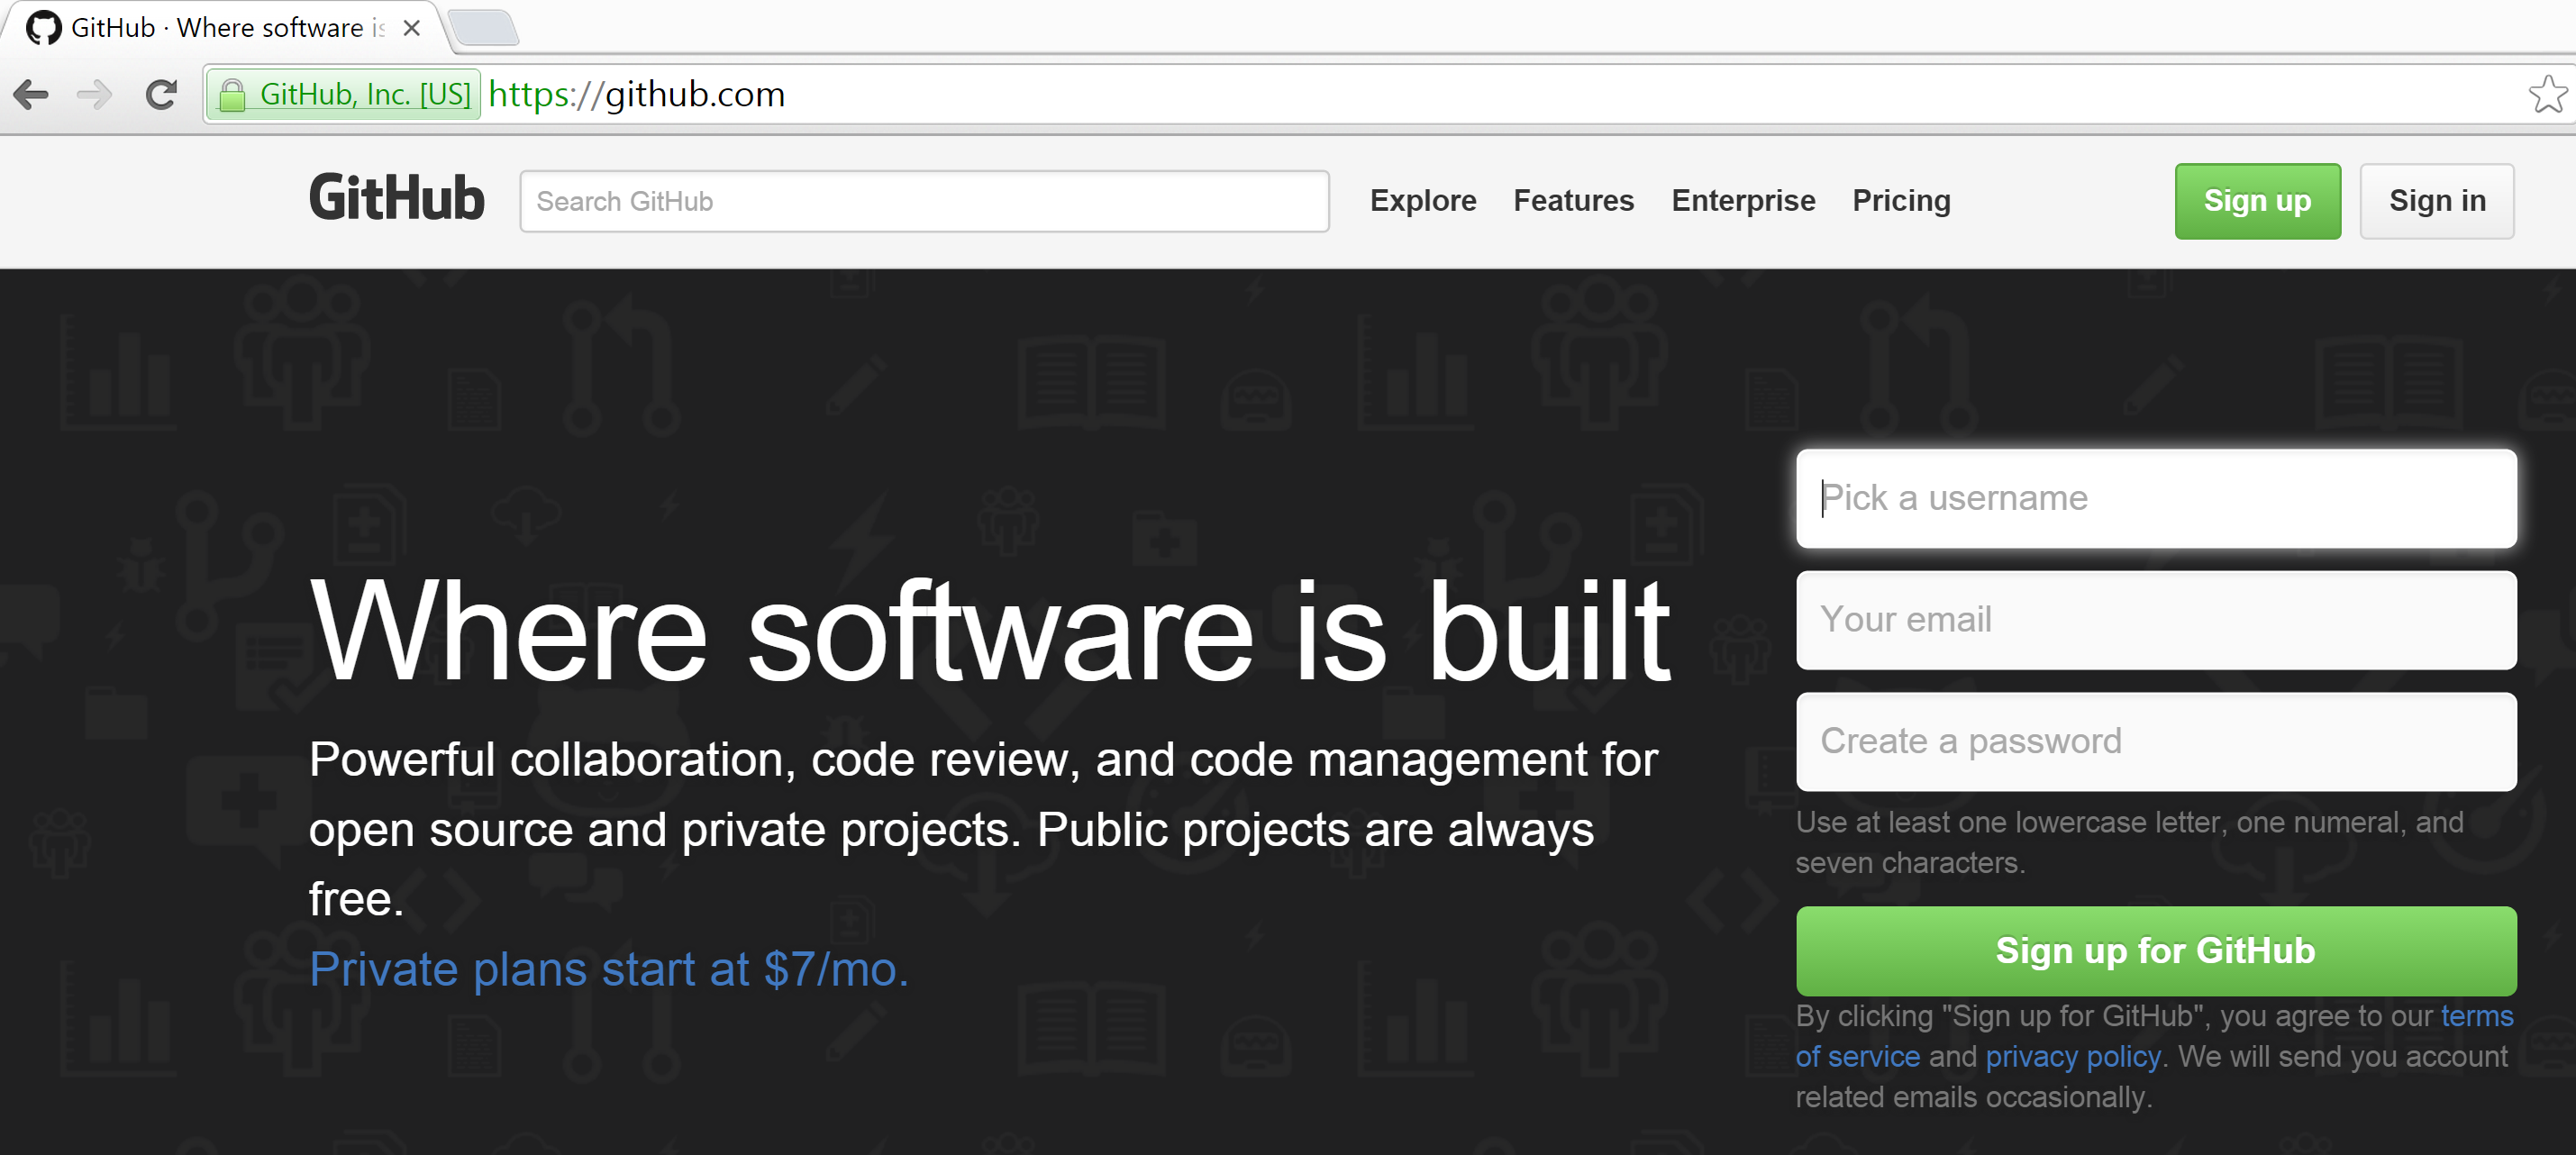 GitHub · Where software is
GitHub, Inc. [US] https://github.com
GitHub Search GitHub Explore Features Enterprise Pricing Sign up Sign in
Where software is built
Powerful collaboration, code review, and code management for
open source and private projects. Public projects are always
free.
Private plans start at $7/mo.
Pick a username
Your email
Create a password
Use at least one lowercase letter, one numeral, and
seven characters.
Sign up for GitHub
By clicking "Sign up for GitHub", you agree to our terms
of service and privacy policy. We will send you account
related emails occasionally.